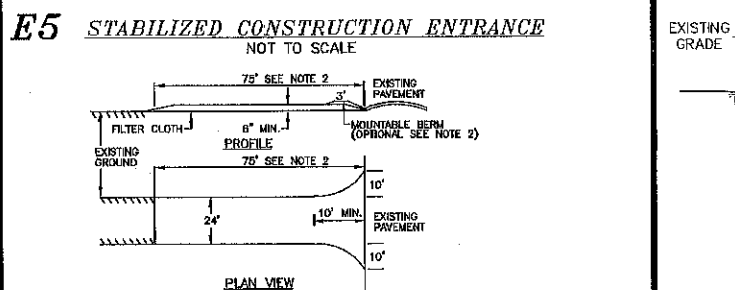 E5 STABILIZED CONSTRUCTION ENTRANCE
NOT TO SCALE
75' SEE NOTE 2
EXISTING
PAVEMENT
3'
FILTER CLOTH
6" MIN.
MOUNTABLE BERM
(OPTIONAL SEE NOTE 2)
PROFILE
EXISTING
GROUND
75' SEE NOTE 2
10'
24'
10' MIN.
EXISTING
PAVEMENT
10'
PLAN VIEW
EXISTING
GRADE